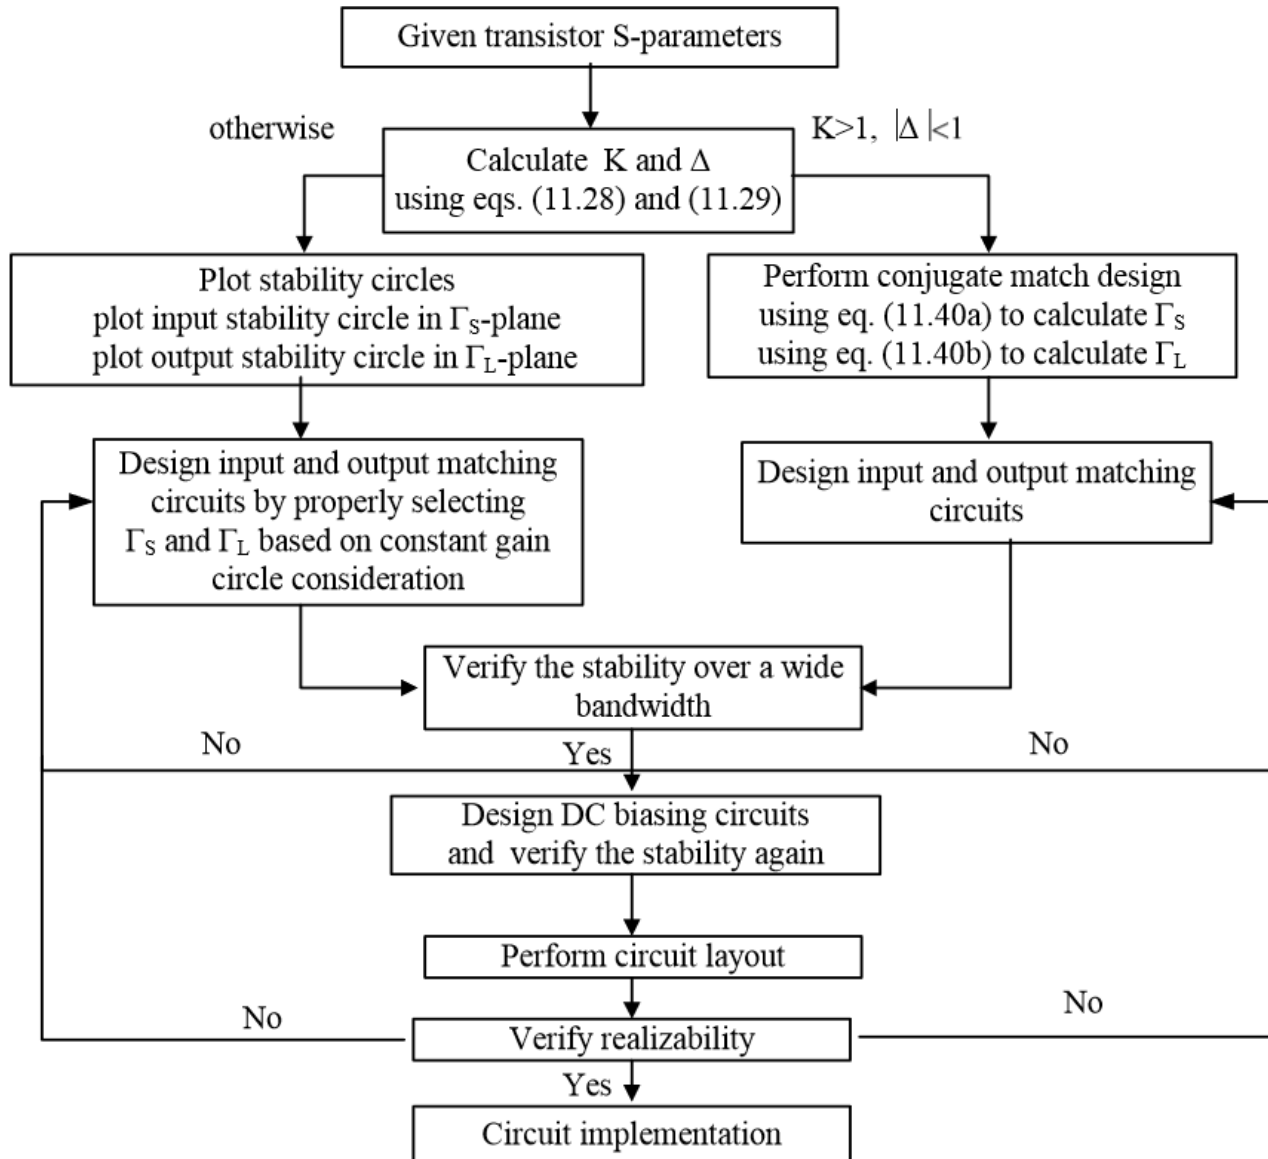 Given transistor S-parameters
otherwise
K>1, |Δ|<1
Calculate K and Δ
using eqs. (11.28) and (11.29)
Plot stability circles
plot input stability circle in ΓS-plane
plot output stability circle in ΓL-plane
Perform conjugate match design
using eq. (11.40a) to calculate ΓS
using eq. (11.40b) to calculate ΓL
Design input and output matching
circuits by properly selecting
ΓS and ΓL based on constant gain
circle consideration
Design input and output matching
circuits
Verify the stability over a wide
bandwidth
No
Yes
No
Design DC biasing circuits
and verify the stability again
Perform circuit layout
No
No
Verify realizability
Yes
Circuit implementation